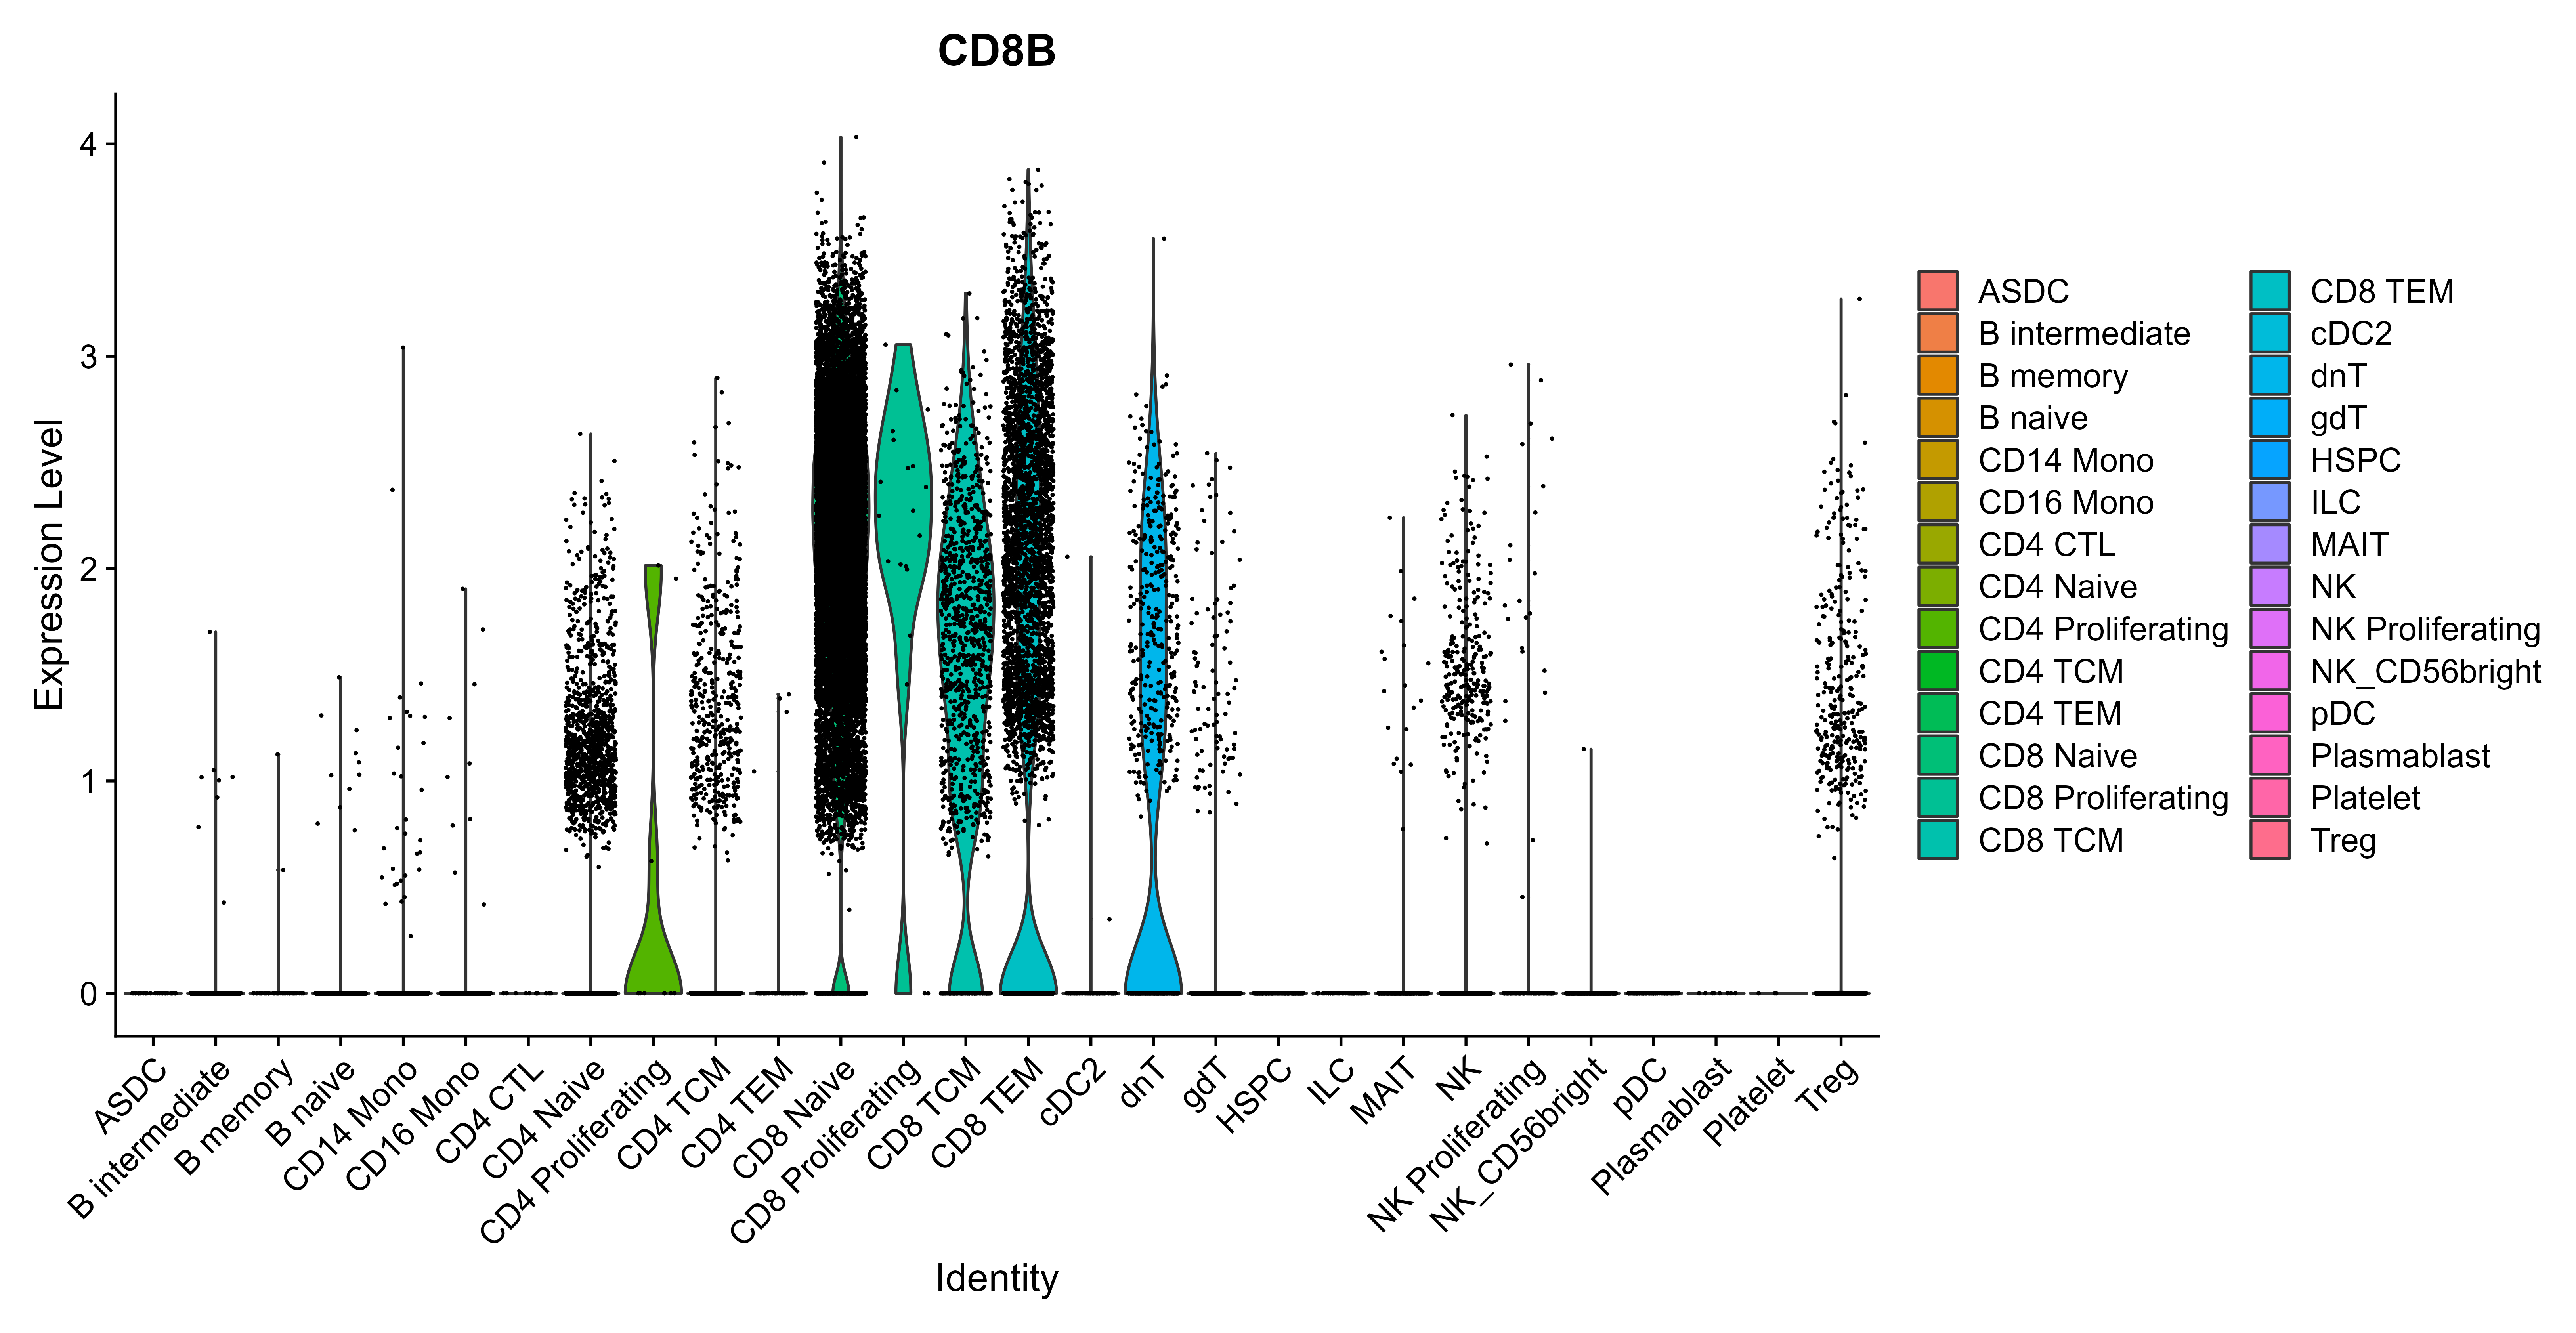 CD8B
Expression Level
4
3
2
1
0
ASDC
B intermediate
B memory
B naive
CD14 Mono
CD16 Mono
CD4 CTL
CD4 Naive
CD4 Proliferating
CD4 TCM
CD4 TEM
CD8 Naive
CD8 Proliferating
CD8 TCM
CD8 TEM
cDC2
dnT
gdT
HSPC
ILC
MAIT
NK
NK Proliferating
NK_CD56bright
pDC
Plasmablast
Platelet
Treg
Identity
ASDC
B intermediate
B memory
B naive
CD14 Mono
CD16 Mono
CD4 CTL
CD4 Naive
CD4 Proliferating
CD4 TCM
CD4 TEM
CD8 Naive
CD8 Proliferating
CD8 TCM
CD8 TEM
cDC2
dnT
gdT
HSPC
ILC
MAIT
NK
NK Proliferating
NK_CD56bright
pDC
Plasmablast
Platelet
Treg